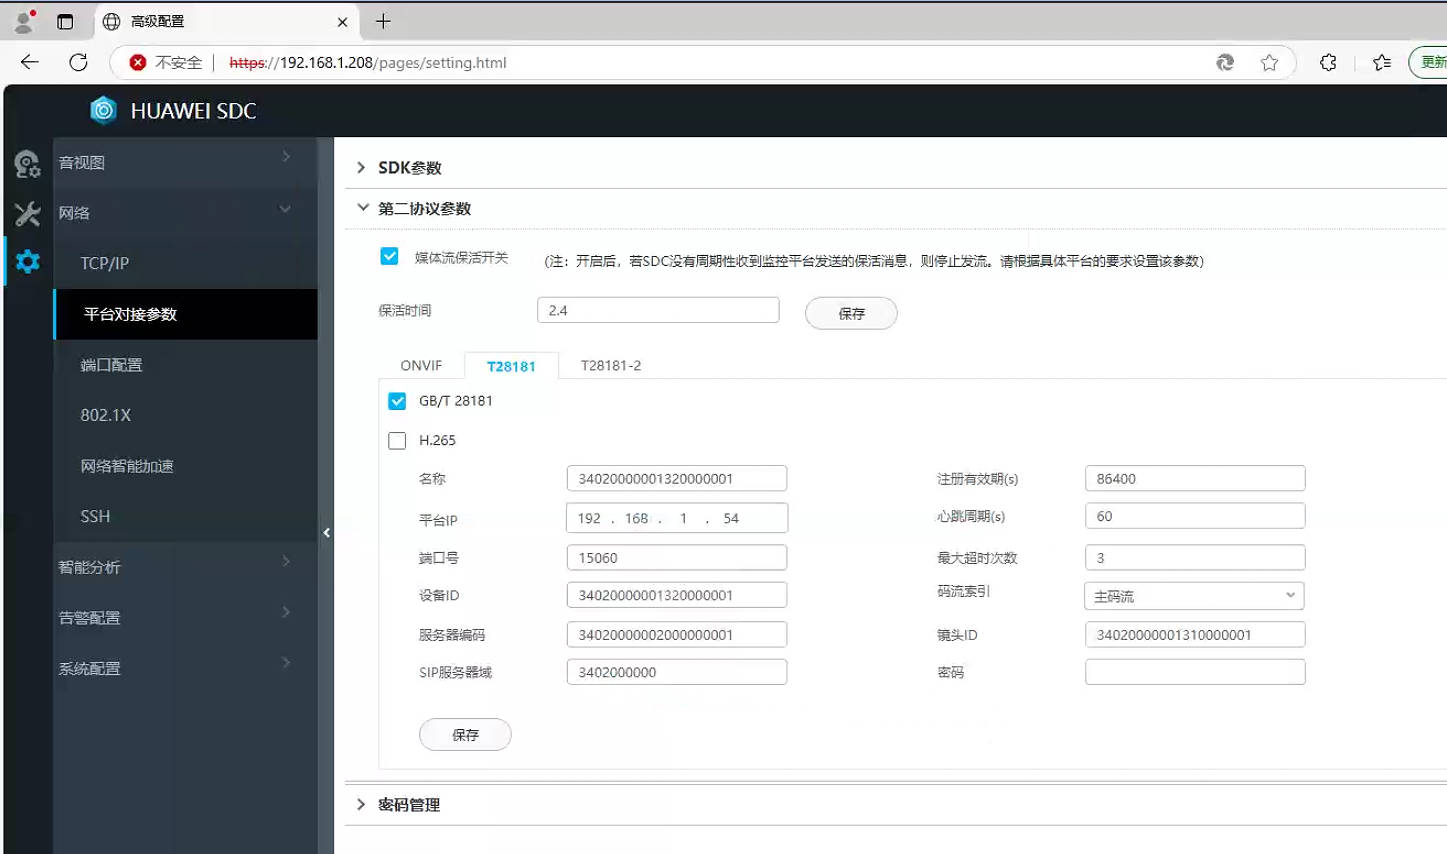 高级配置
不安全 https://192.168.1.208/pages/setting.html
更新
HUAWEI SDC
音视图
网络
TCP/IP
平台对接参数
端口配置
802.1X
网络智能加速
SSH
智能分析
告警配置
系统配置
SDK参数
第二协议参数
媒体流保活开关 (注：开启后，若SDC没有周期性收到监控平台发送的保活消息，则停止发流。请根据具体平台的要求设置该参数)
保活时间 2.4 保存
ONVIF T28181 T28181-2
GB/T 28181
H.265
名称 34020000001320000001 注册有效期(s) 86400
平台IP 192 . 168 . 1 . 54 心跳周期(s) 60
端口号 15060 最大超时次数 3
设备ID 34020000001320000001 码流索引 主码流
服务器编码 34020000002000000001 镜头ID 34020000001310000001
SIP服务器域 3402000000 密码
保存
密码管理